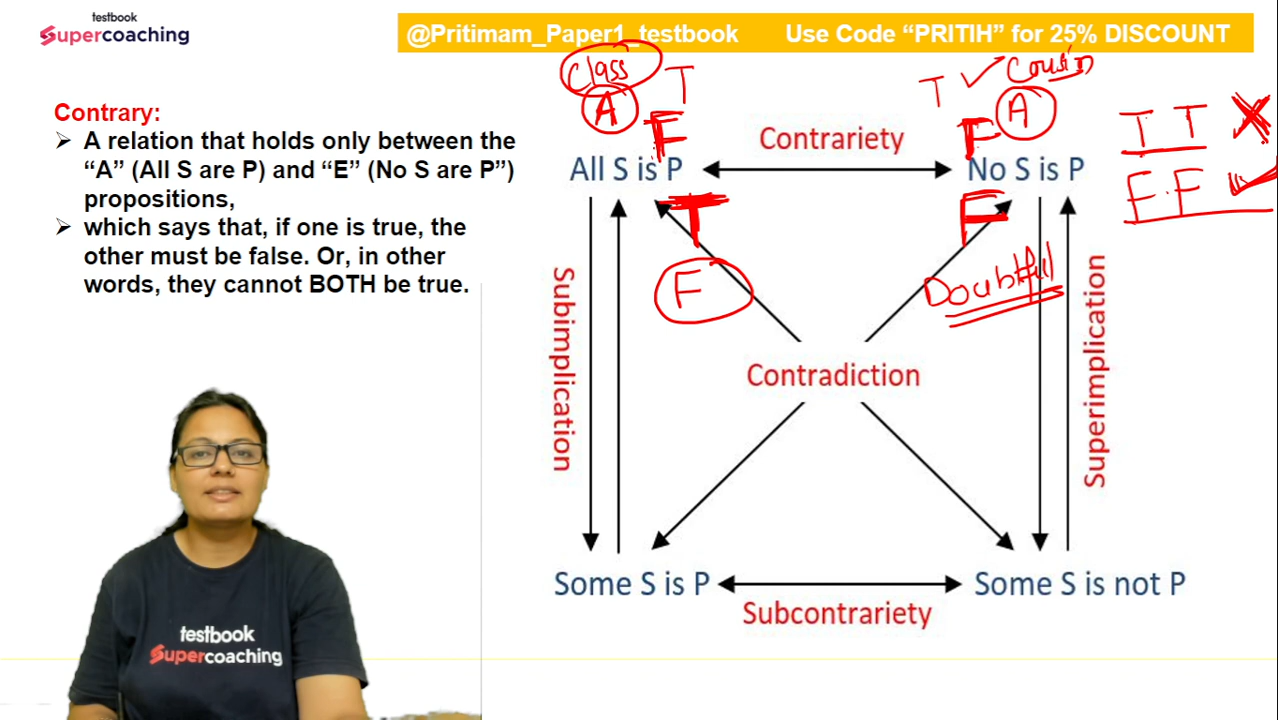 testbook
Supercoaching
@Pritimam_Paper1_testbook Use Code “PRITIH” for 25% DISCOUNT
Contrary:
A relation that holds only between the
“A” (All S are P) and “E” (No S are P”)
propositions,
which says that, if one is true, the
other must be false. Or, in other
words, they cannot BOTH be true.
Class
A
T
F
T
Cousin
A
F
T T
F F
Contrariety
All S is P
No S is P
T
F
F
Doubtful
Subimplication
Superimplication
Contradiction
Some S is P
Some S is not P
Subcontrariety
testbook
Supercoaching